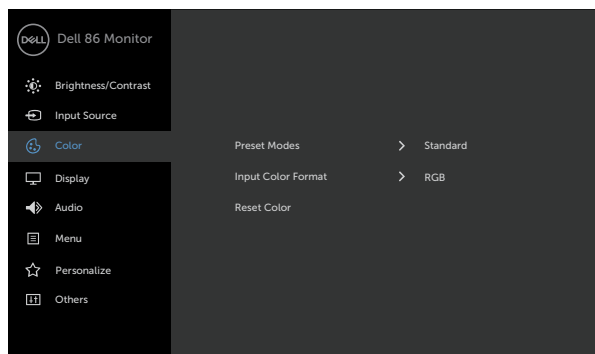 DELL Dell 86 Monitor
Brightness/Contrast
Input Source
Color Preset Modes > Standard
Display Input Color Format > RGB
Audio Reset Color
Menu
Personalize
Others